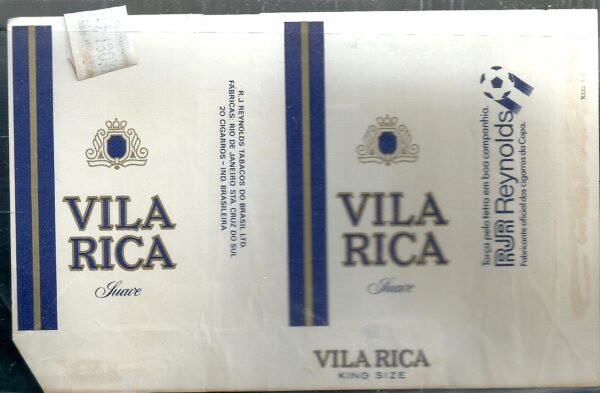 VILA
RICA
Suave
R.J. REYNOLDS TABACOS DO BRASIL LTD.
FÁBRICAS: RIO DE JANEIRO STA. CRUZ DO SUL
20 CIGARROS - IND. BRASILEIRA
VILA
RICA
Suave
VILA RICA
KING SIZE
Torça pelo tetra em boa companhia.
RJR Reynolds
Fabricante oficial dos cigarros da Copa.